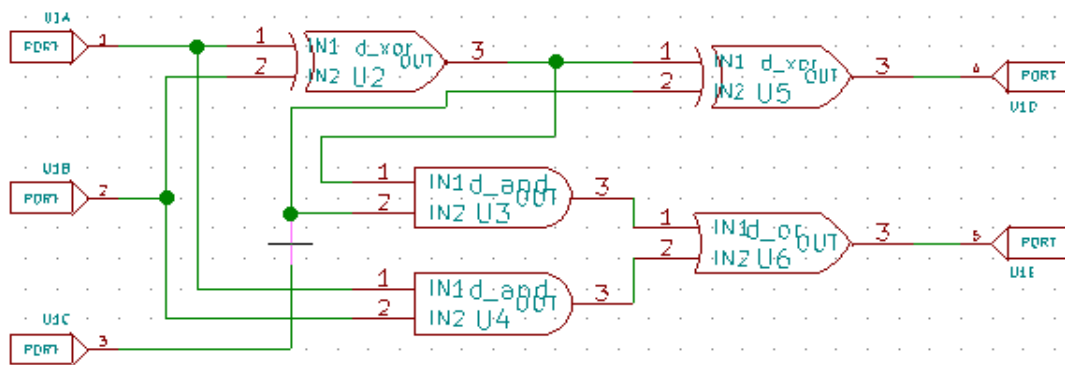 U1A
PORT 1
1 IN1 d_xor OUT 3
2 IN2 U2
1 IN1 d_xor OUT 3
2 IN2 U5
4 PORT
U1D
U1B
PORT 2
1 IN1 d_and OUT 3
2 IN2 U3
1 IN1 d_or OUT 3
2 IN2 U6
5 PORT
U1E
1 IN1 d_and OUT 3
2 IN2 U4
U1C
PORT 3